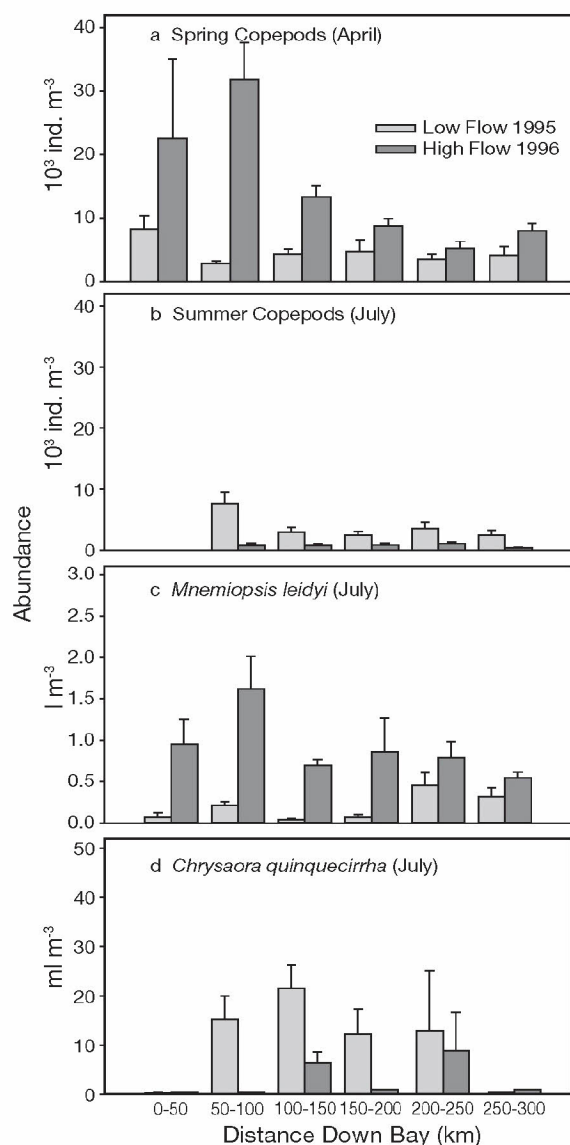 a Spring Copepods (April)
40
30
20
10
0
10³ ind. m⁻³
Low Flow 1995
High Flow 1996
b Summer Copepods (July)
40
30
20
10
0
10³ ind. m⁻³
Abundance
c Mnemiopsis leidyi (July)
3.0
2.5
2.0
1.5
1.0
0.5
0.0
l m⁻³
d Chrysaora quinquecirrha (July)
50
40
30
20
10
0
ml m⁻³
0-50 50-100 100-150 150-200 200-250 250-300
Distance Down Bay (km)